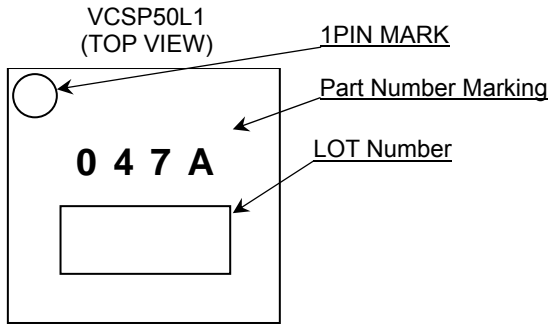 VCSP50L1
(TOP VIEW)
1PIN MARK
Part Number Marking
0 4 7 A
LOT Number